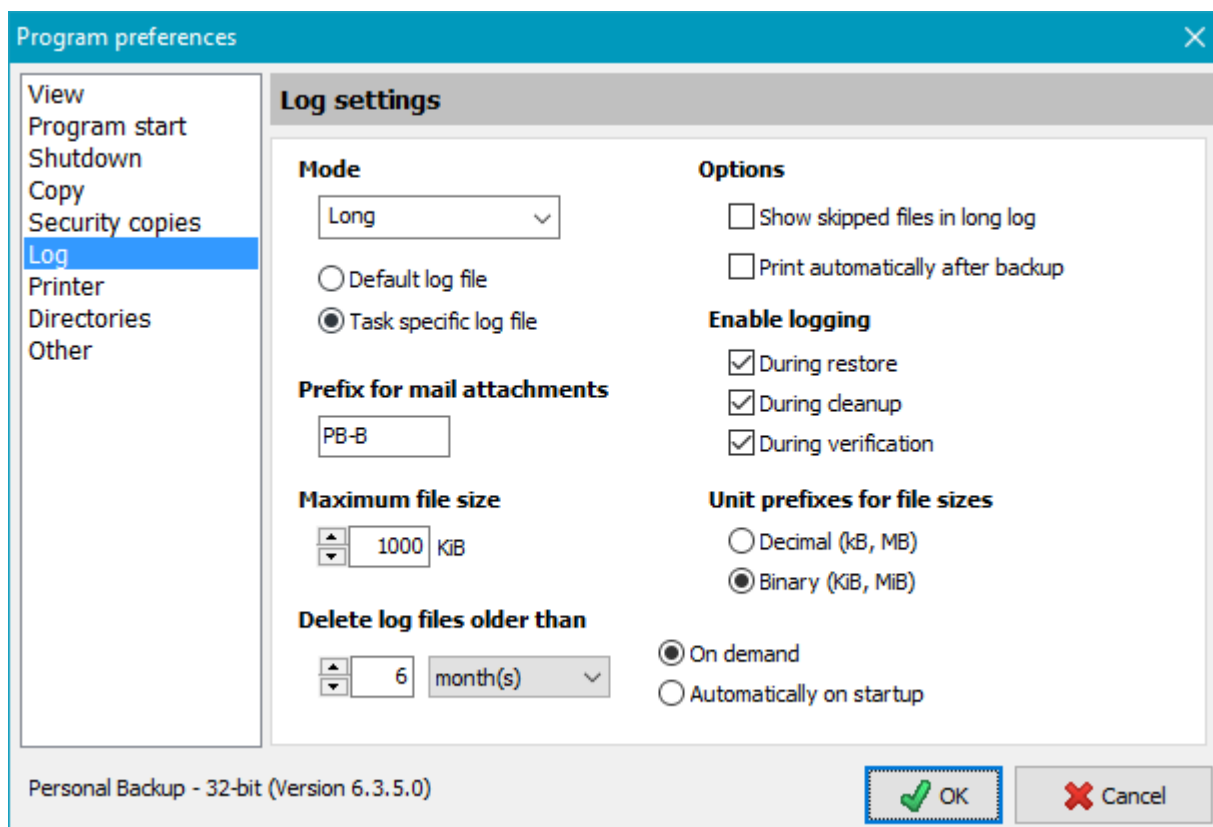 Program preferences
View
Program start
Shutdown
Copy
Security copies
Log
Printer
Directories
Other
Log settings
Mode
Long
Default log file
Task specific log file
Prefix for mail attachments
PB-B
Maximum file size
1000 KiB
Delete log files older than
6 month(s)
On demand
Automatically on startup
Options
Show skipped files in long log
Print automatically after backup
Enable logging
During restore
During cleanup
During verification
Unit prefixes for file sizes
Decimal (kB, MB)
Binary (KiB, MiB)
Personal Backup - 32-bit (Version 6.3.5.0)
OK
Cancel